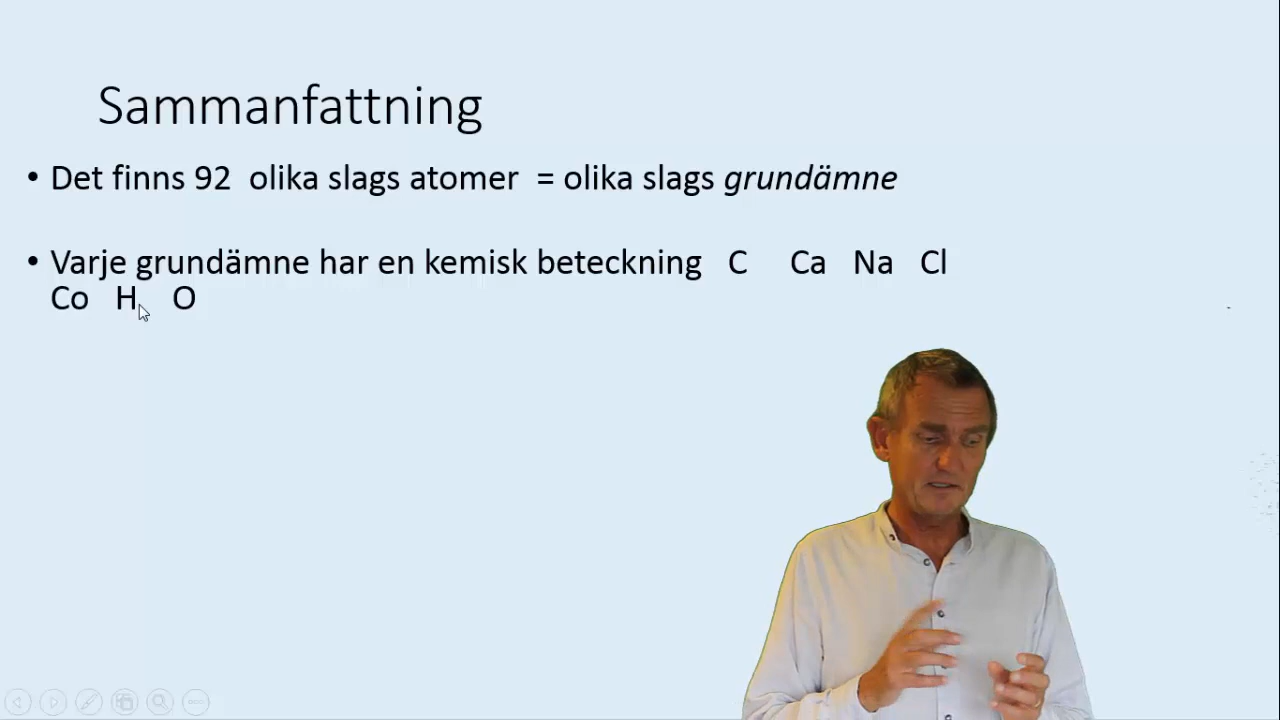 Sammanfattning
• Det finns 92 olika slags atomer = olika slags grundämne
• Varje grundämne har en kemisk beteckning C Ca Na Cl
Co H O